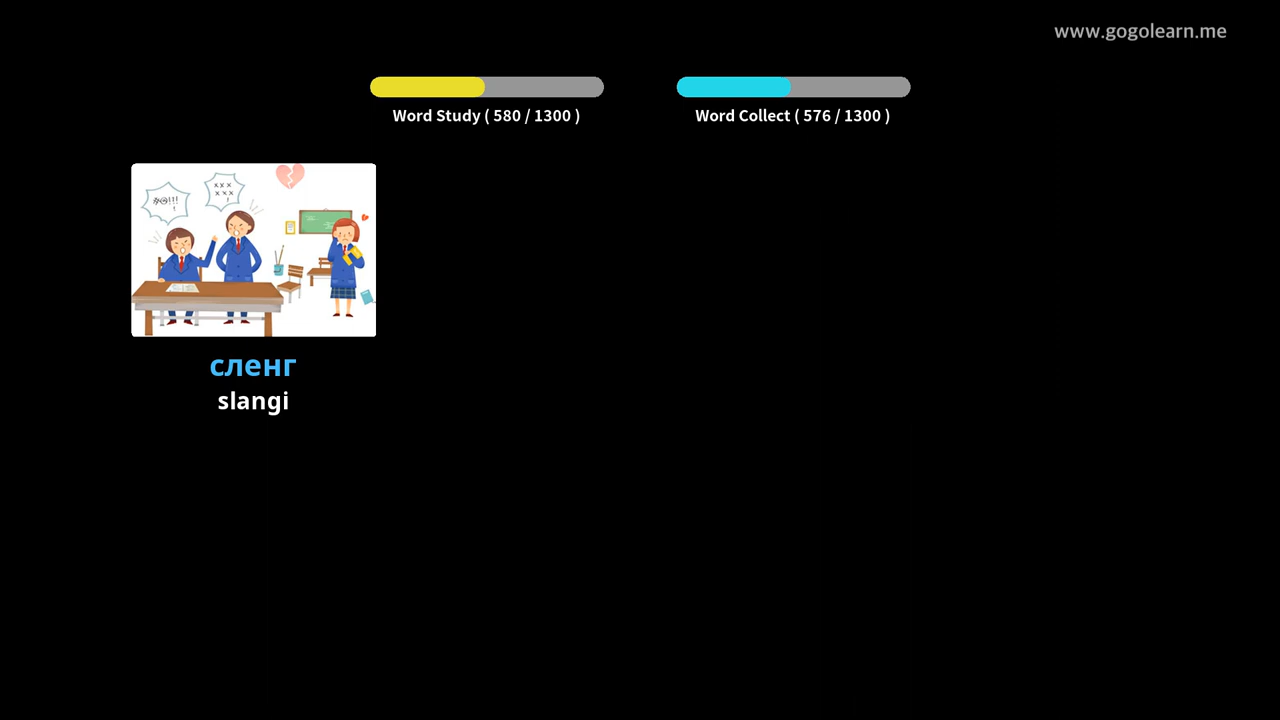 www.gogolearn.me
Word Study ( 580 / 1300 )
Word Collect ( 576 / 1300 )
сленг
slangi